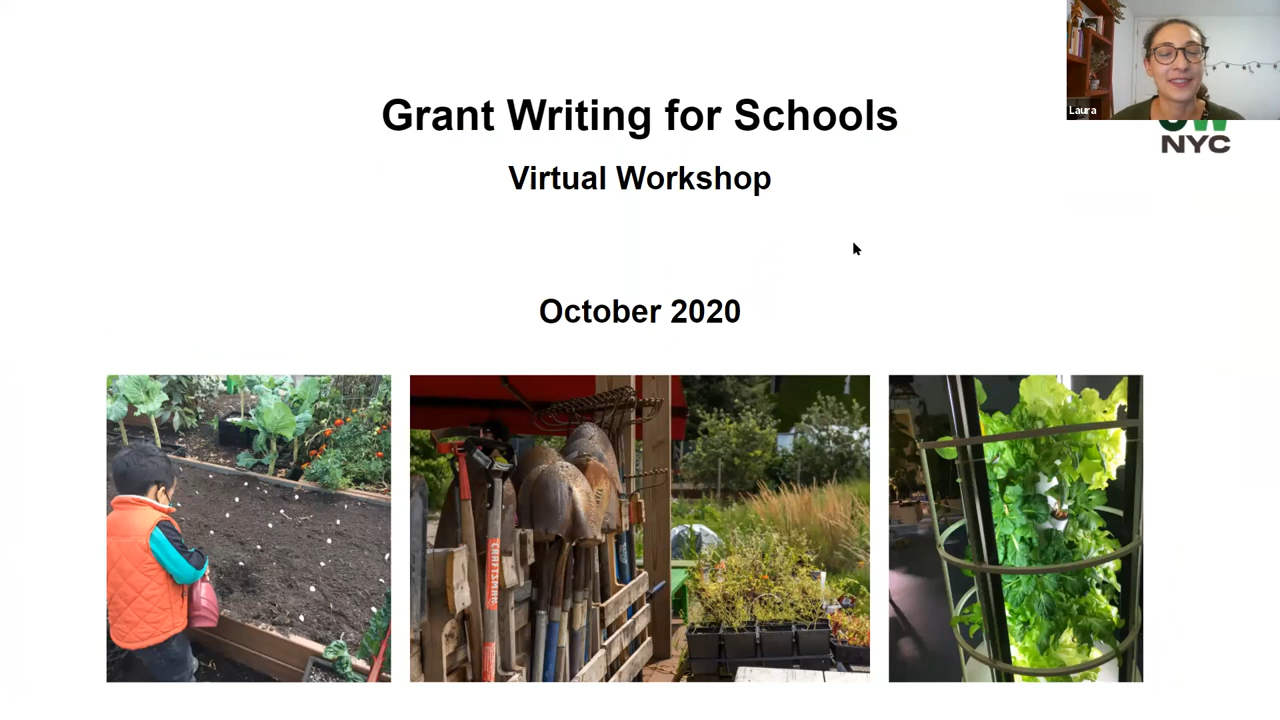 Grant Writing for Schools
Virtual Workshop
October 2020
Laura
NYC
CRAFTSMAN